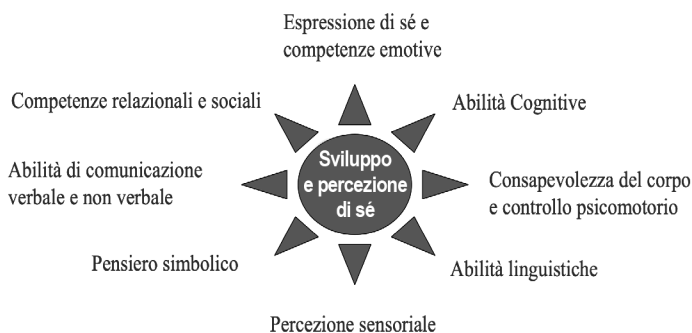 Espressione di sé e
competenze emotive
Competenze relazionali e sociali
Abilità Cognitive
Abilità di comunicazione
verbale e non verbale
Sviluppo
e percezione
di sé
Consapevolezza del corpo
e controllo psicomotorio
Pensiero simbolico
Abilità linguistiche
Percezione sensoriale